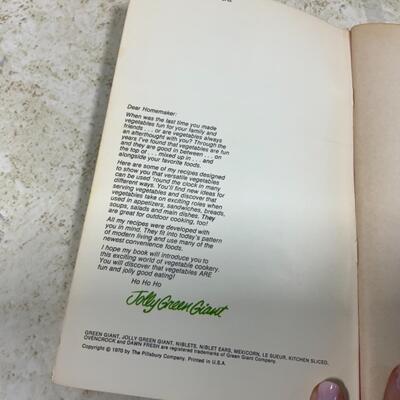 Dear Homemaker:
When was the last time you made
vegetables fun for your family and
friends . . . or are vegetables always
an afterthought with you? Through the
years I've found that vegetables are fun
and they are good in between . . . on
the top of . . . mixed up in . . . and
alongside your favorite foods.
Here are some of my recipes designed
to show you that versatile vegetables
can be used 'round the clock in many
different ways. You'll find new ideas for
serving vegetables and discover that
vegetables take on exciting roles when
used in appetizers, sandwiches, breads,
soups, salads and main dishes. They
are great for outdoor cooking, too!
All my recipes were developed with
you in mind. They fit into today's pattern
of modern living and use many of the
newest convenience foods.
I hope my book will introduce you to
this exciting world of vegetable cookery.
You will discover that vegetables ARE
fun and jolly good eating!
Ho Ho Ho
Jolly Green Giant
GREEN GIANT, JOLLY GREEN GIANT, NIBLETS, NIBLET EARS, MEXICORN, LE SUEUR, KITCHEN SLICED,
OVENCROCK and DAWN FRESH are registered trademarks of Green Giant Company.
Copyright © 1970 by The Pillsbury Company. Printed in U.S.A.